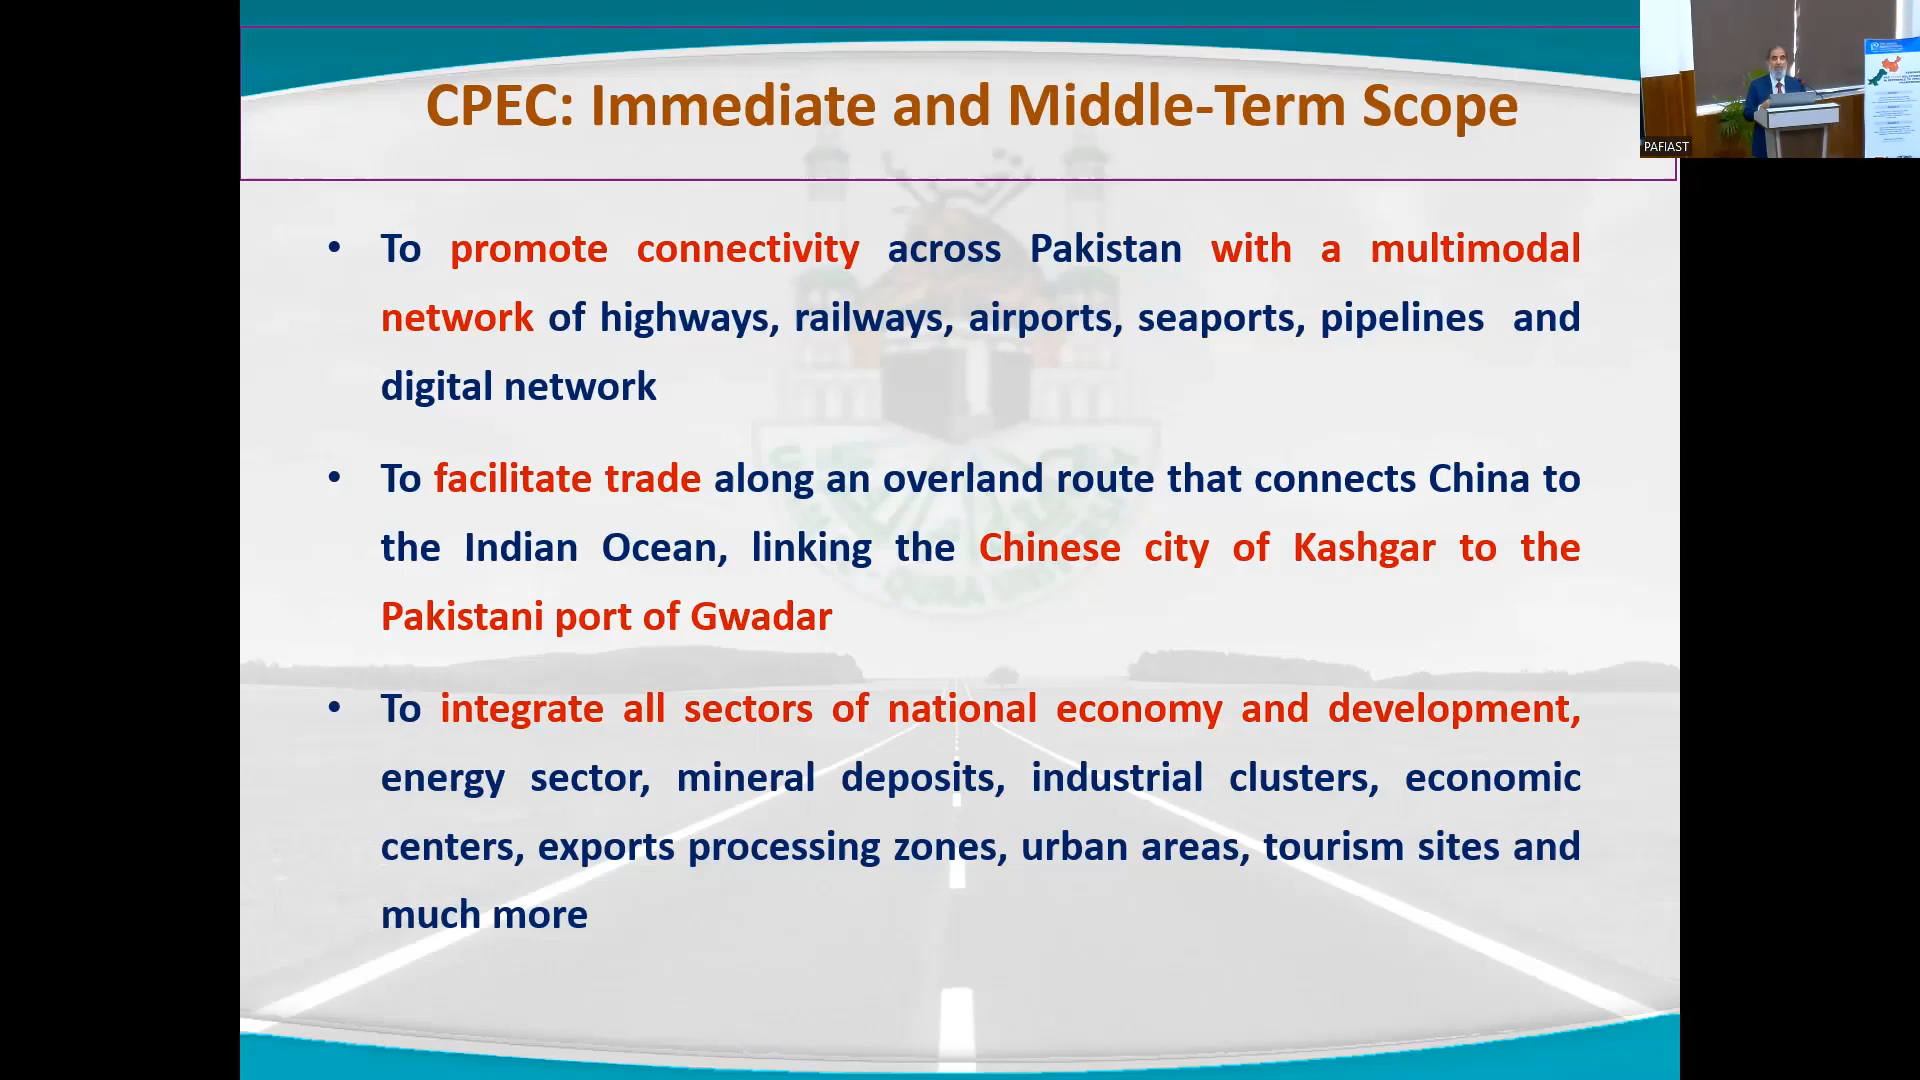 CPEC: Immediate and Middle-Term Scope
PAFIAST
• To promote connectivity across Pakistan with a multimodal
network of highways, railways, airports, seaports, pipelines and
digital network
• To facilitate trade along an overland route that connects China to
the Indian Ocean, linking the Chinese city of Kashgar to the
Pakistani port of Gwadar
• To integrate all sectors of national economy and development,
energy sector, mineral deposits, industrial clusters, economic
centers, exports processing zones, urban areas, tourism sites and
much more